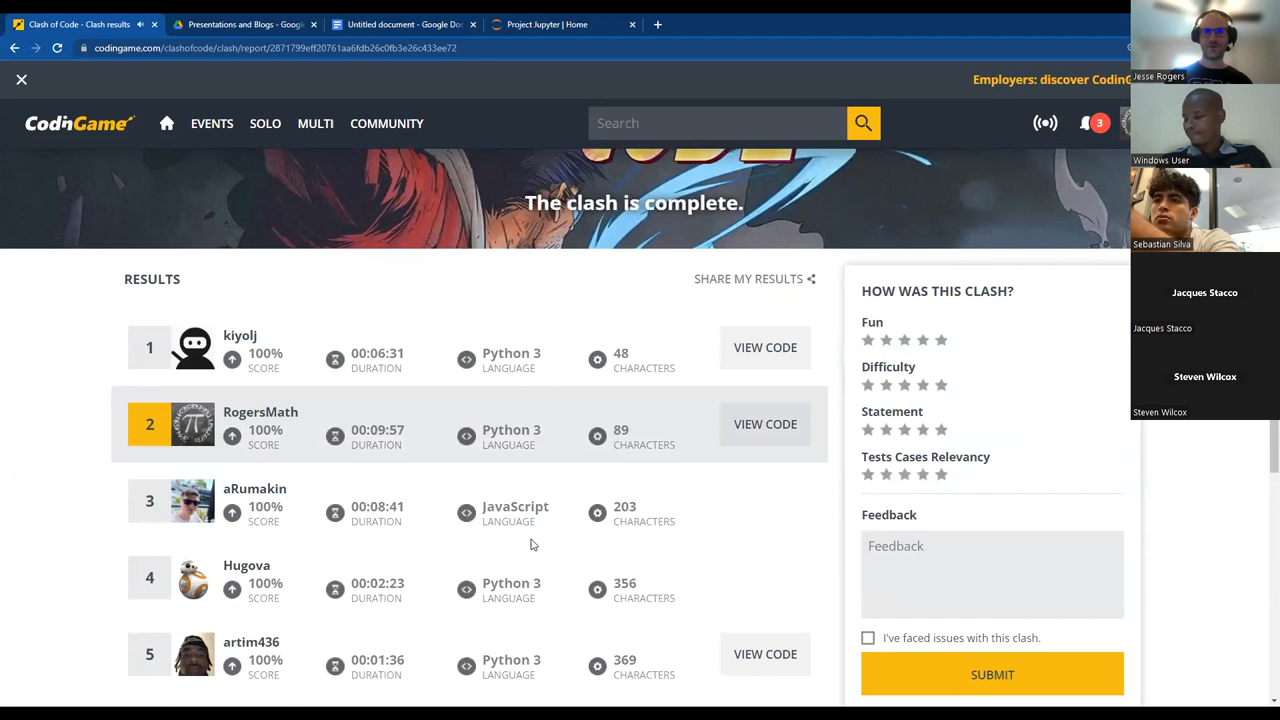 Clash of Code - Clash results
Presentations and Blogs - Googl
Untitled document - Google Doc
Project Jupyter | Home
codingame.com/clashofcode/clash/report/2871799eff20761aa6fdb26c0fb3e26c433ee72
Employers: discover CodinG
CodinGame
EVENTS
SOLO
MULTI
COMMUNITY
Search
3
The clash is complete.
RESULTS
SHARE MY RESULTS
1
kiyolj
100%
SCORE
00:06:31
DURATION
Python 3
LANGUAGE
48
CHARACTERS
VIEW CODE
2
RogersMath
100%
SCORE
00:09:57
DURATION
Python 3
LANGUAGE
89
CHARACTERS
VIEW CODE
3
aRumakin
100%
SCORE
00:08:41
DURATION
JavaScript
LANGUAGE
203
CHARACTERS
4
Hugova
100%
SCORE
00:02:23
DURATION
Python 3
LANGUAGE
356
CHARACTERS
5
artim436
100%
SCORE
00:01:36
DURATION
Python 3
LANGUAGE
369
CHARACTERS
VIEW CODE
HOW WAS THIS CLASH?
Fun
Difficulty
Statement
Tests Cases Relevancy
Feedback
Feedback
I've faced issues with this clash.
SUBMIT
Jesse Rogers
Windows User
Sebastian Silva
Jacques Stacco
Jacques Stacco
Steven Wilcox
Steven Wilcox